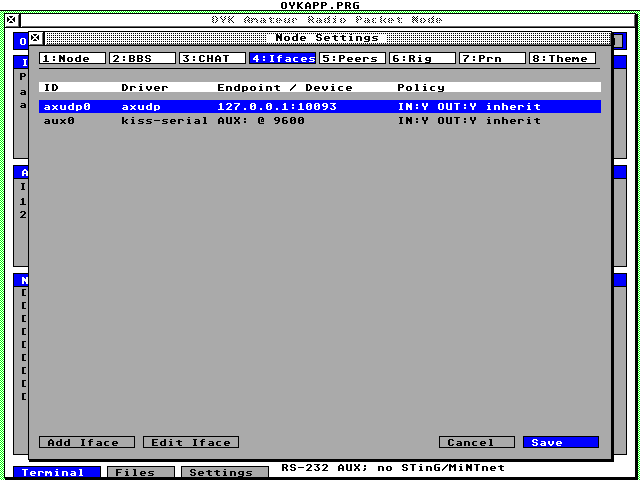 OYKAPP.PRG
OYK Amateur Radio Packet Node
Node Settings
1:Node 2:BBS 3:CHAT 4:Ifaces 5:Peers 6:Rig 7:Prn 8:Theme
ID Driver Endpoint / Device Policy
axudp0 axudp 127.0.0.1:10093 IN:Y OUT:Y inherit
aux0 kiss-serial AUX: @ 9600 IN:Y OUT:Y inherit
Add Iface Edit Iface Cancel Save
Terminal Files Settings RS-232 AUX; no STinG/MiNTnet